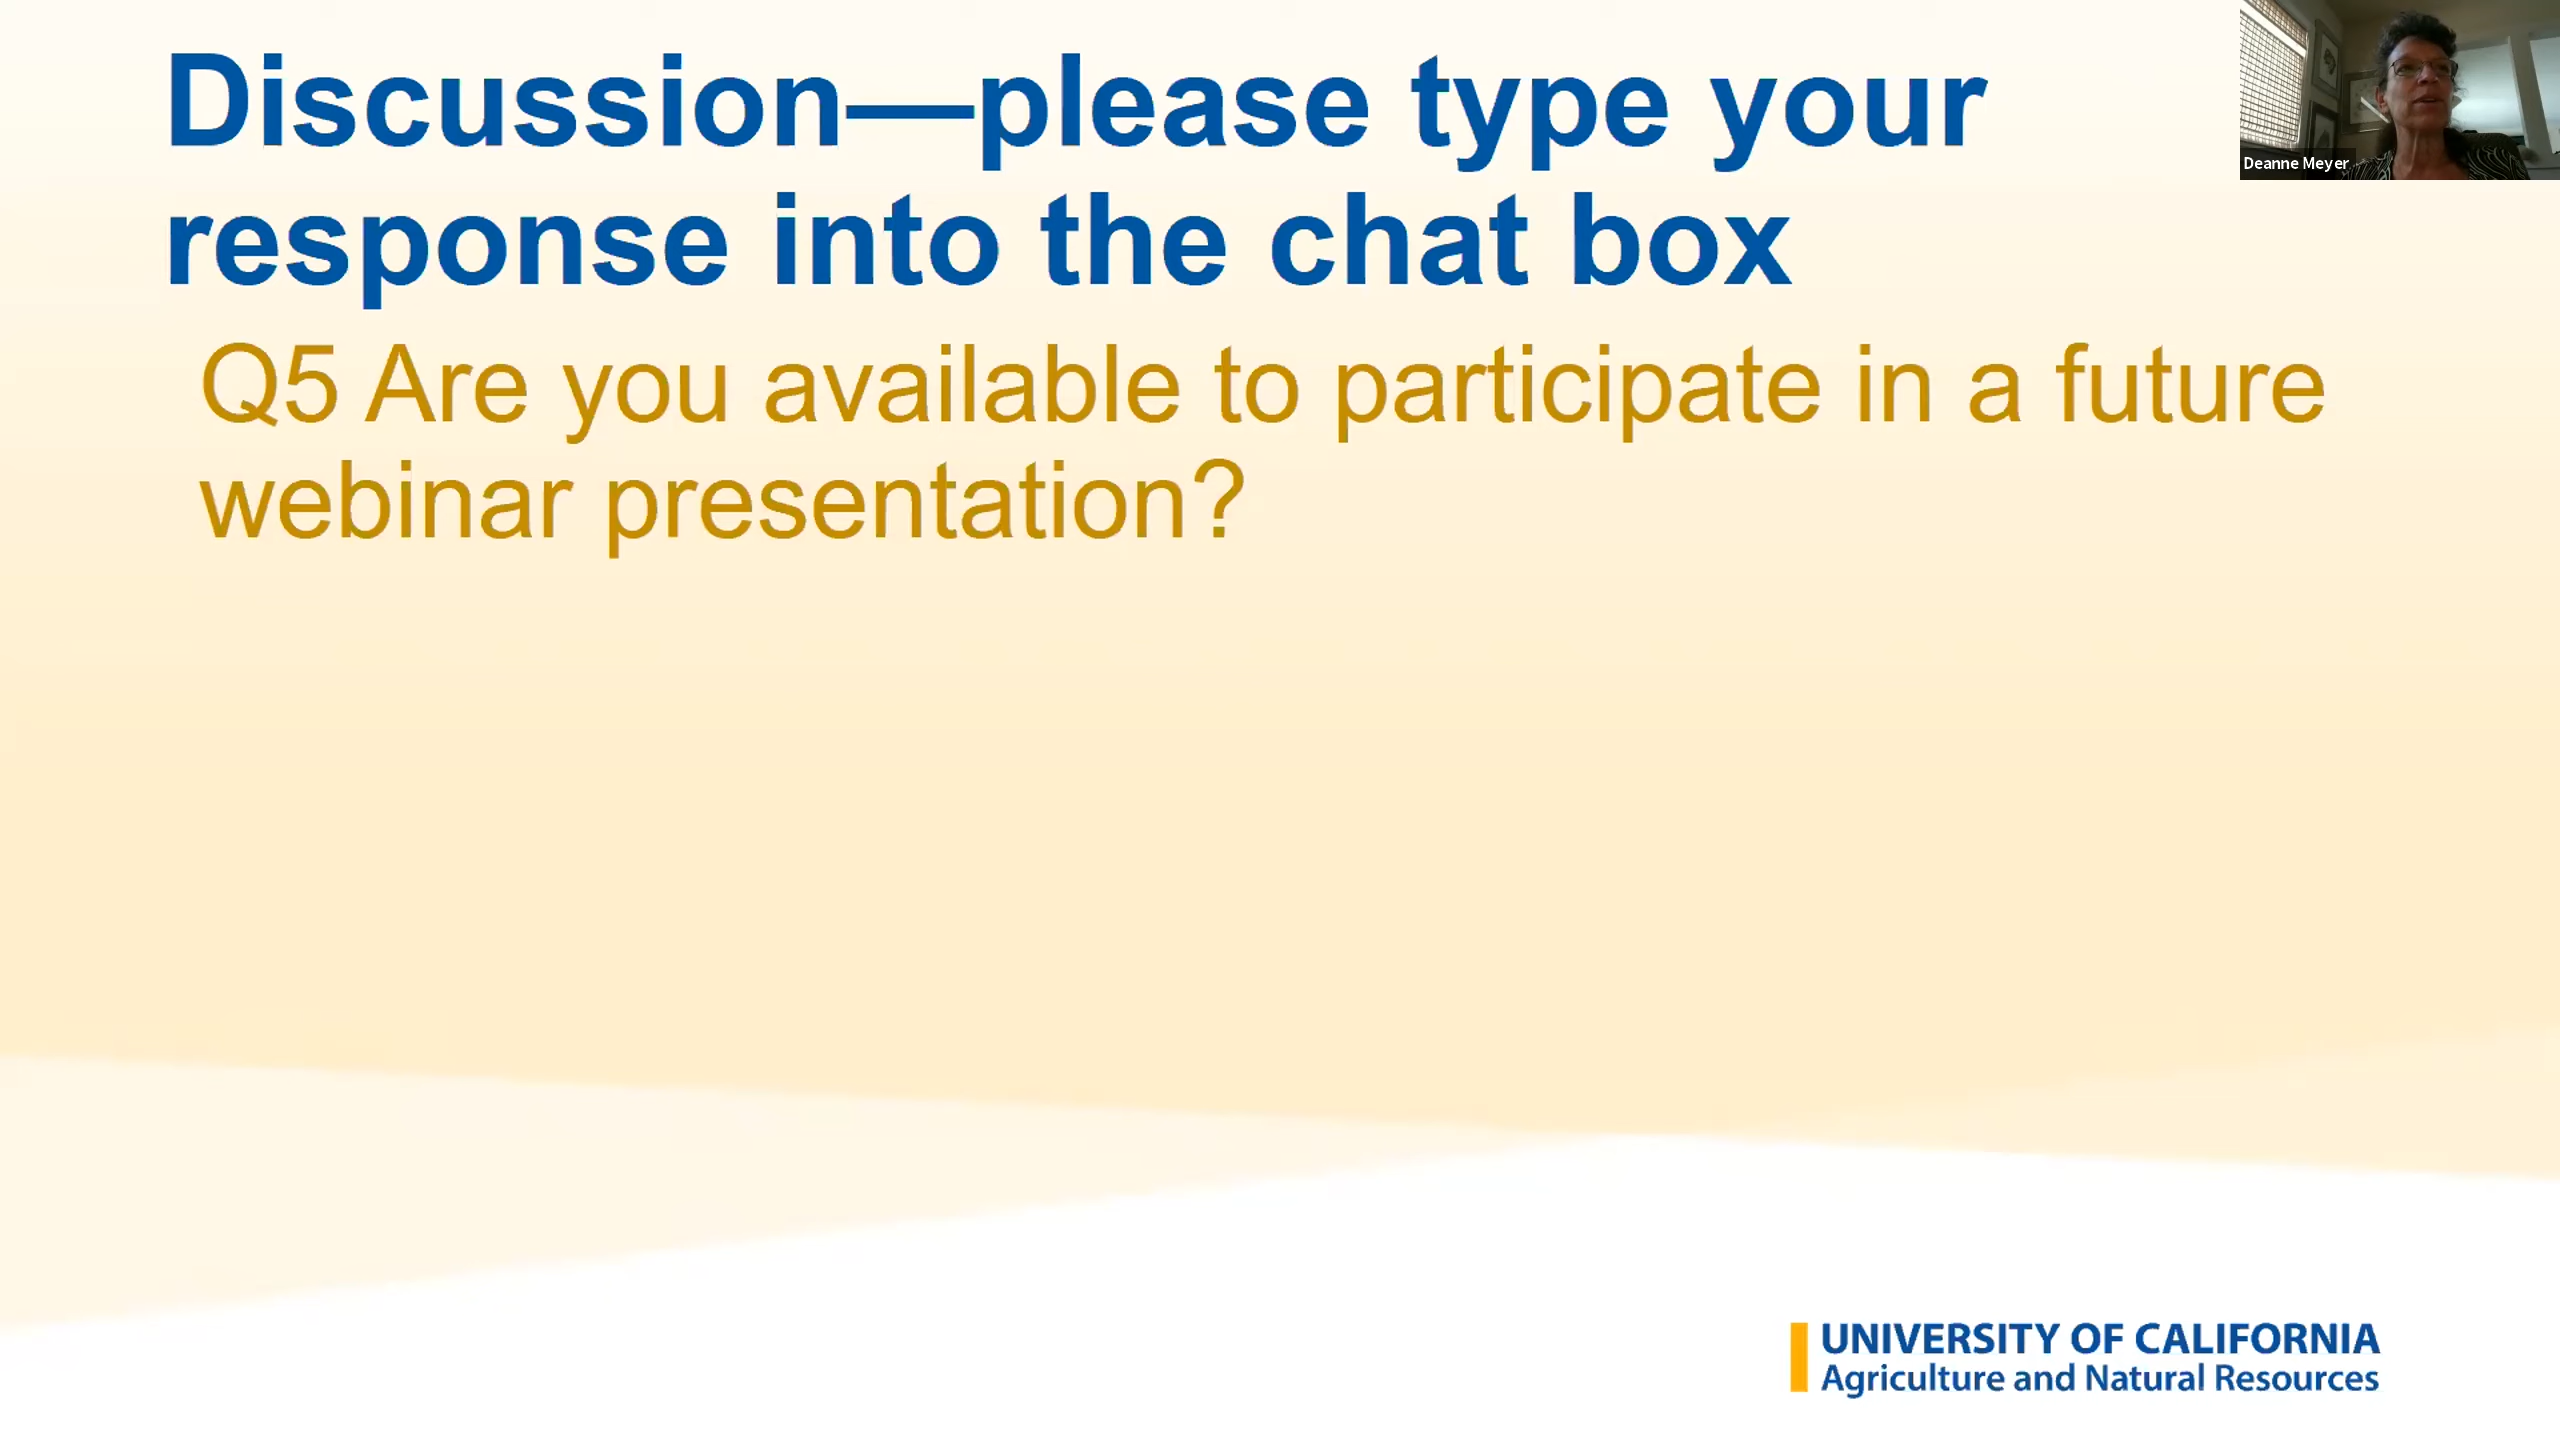 Discussion—please type your
response into the chat box
Q5 Are you available to participate in a future
webinar presentation?
Deanne Meyer
UNIVERSITY OF CALIFORNIA
Agriculture and Natural Resources